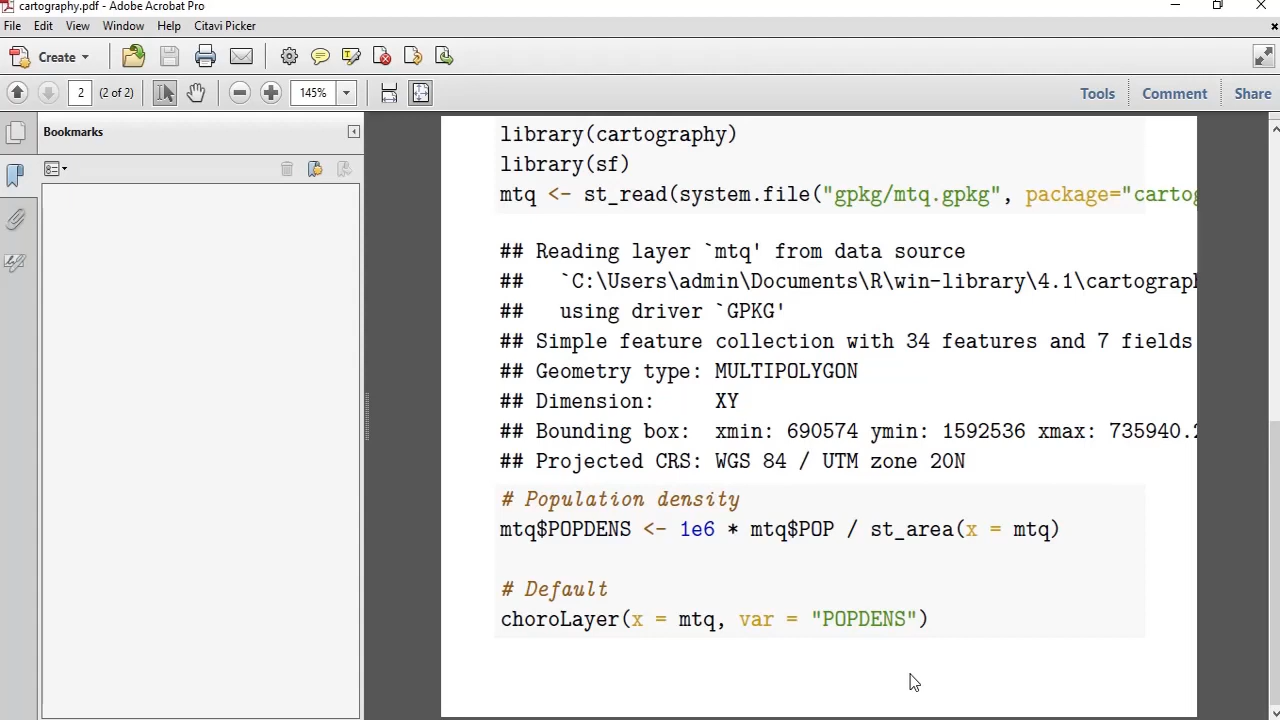 cartography.pdf - Adobe Acrobat Pro
File Edit View Window Help Citavi Picker
Create
2 (2 of 2) 145% Tools Comment Share
Bookmarks
library(cartography)
library(sf)
mtq <- st_read(system.file("gpkg/mtq.gpkg", package="cartog
## Reading layer `mtq' from data source
## `C:\Users\admin\Documents\R\win-library\4.1\cartograph
## using driver `GPKG'
## Simple feature collection with 34 features and 7 fields
## Geometry type: MULTIPOLYGON
## Dimension: XY
## Bounding box: xmin: 690574 ymin: 1592536 xmax: 735940.2
## Projected CRS: WGS 84 / UTM zone 20N
# Population density
mtq$POPDENS <- 1e6 * mtq$POP / st_area(x = mtq)
# Default
choroLayer(x = mtq, var = "POPDENS")